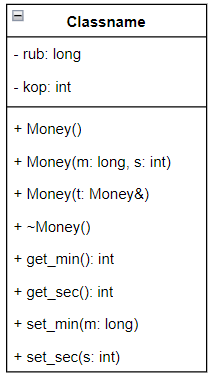 Classname
- rub: long
- kop: int
+ Money()
+ Money(m: long, s: int)
+ Money(t: Money&)
+ ~Money()
+ get_min(): int
+ get_sec(): int
+ set_min(m: long)
+ set_sec(s: int)